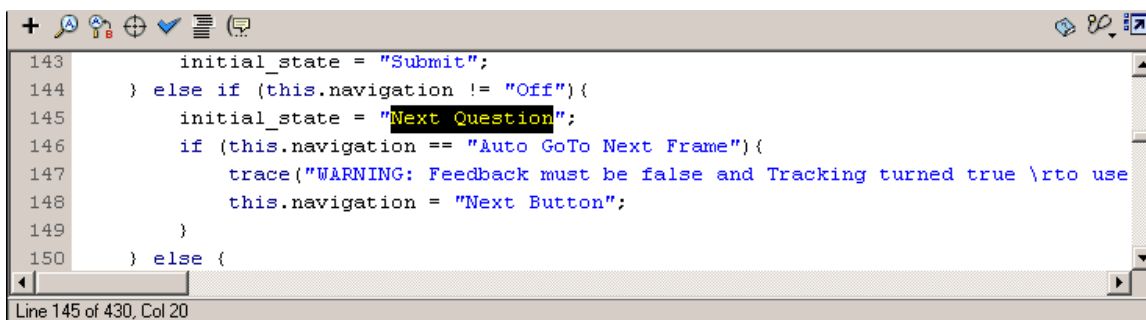 143 initial_state = "Submit";
144 } else if (this.navigation != "Off"){
145 initial_state = "Next Question";
146 if (this.navigation == "Auto GoTo Next Frame"){
147 trace("WARNING: Feedback must be false and Tracking turned true \rto use
148 this.navigation = "Next Button";
149 }
150 } else {
Line 145 of 430, Col 20